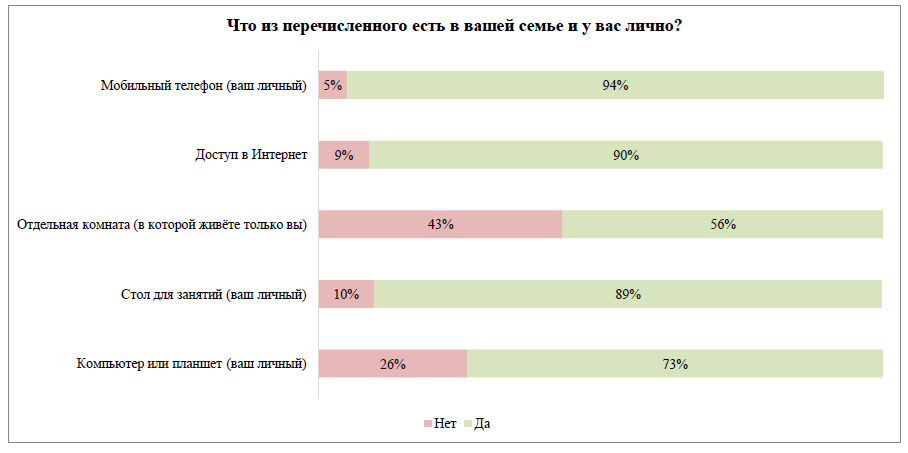 Что из перечисленного есть в вашей семье и у вас лично?
Мобильный телефон (ваш личный) 5% 94%
Доступ в Интернет 9% 90%
Отдельная комната (в которой живёте только вы) 43% 56%
Стол для занятий (ваш личный) 10% 89%
Компьютер или планшет (ваш личный) 26% 73%
Нет Да